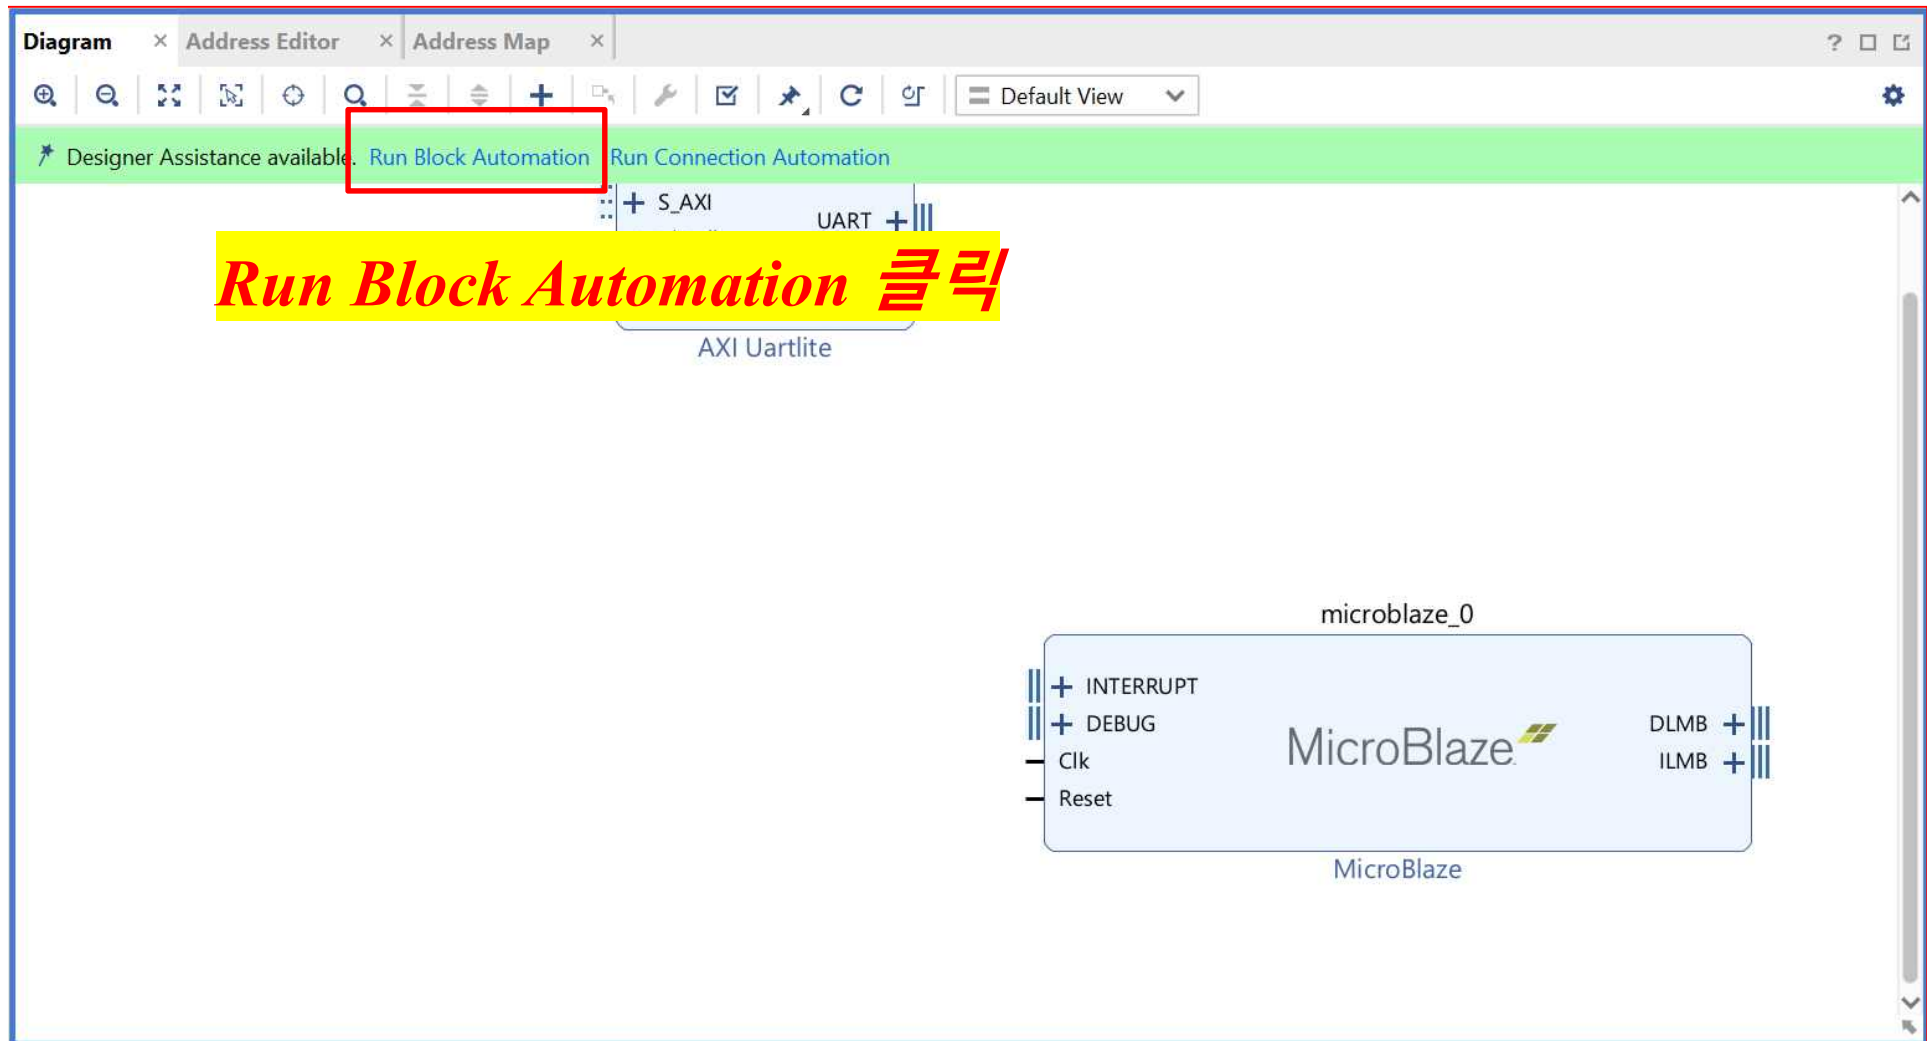 Diagram × Address Editor × Address Map ×
Default View
Designer Assistance available. Run Block Automation Run Connection Automation
S_AXI
UART
Run Block Automation 클릭
AXI Uartlite
microblaze_0
INTERRUPT
DEBUG
DLMB
MicroBlaze
Clk
ILMB
Reset
MicroBlaze